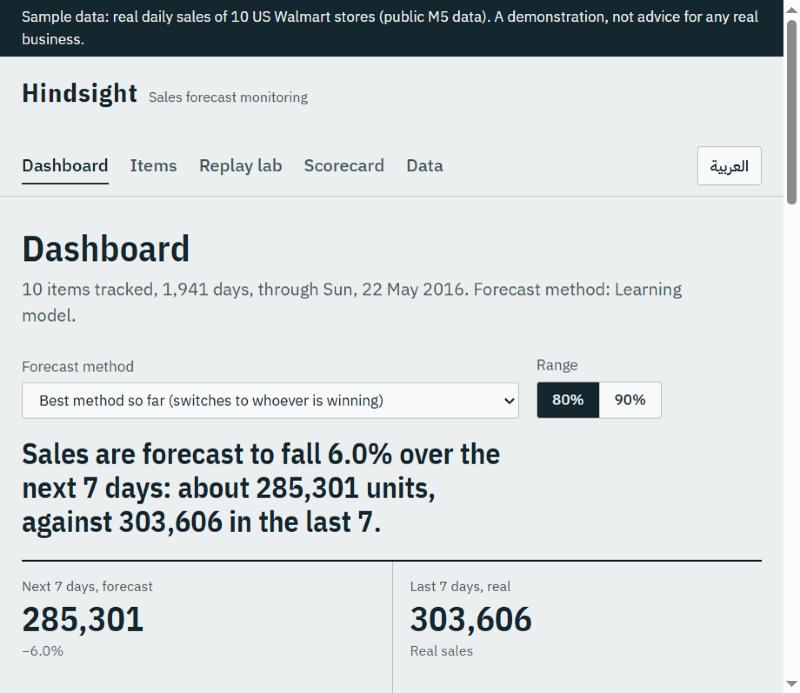 Sample data: real daily sales of 10 US Walmart stores (public M5 data). A demonstration, not advice for any real
business.
Hindsight Sales forecast monitoring
Dashboard Items Replay lab Scorecard Data العربية
Dashboard
10 items tracked, 1,941 days, through Sun, 22 May 2016. Forecast method: Learning
model.
Forecast method Range
Best method so far (switches to whoever is winning) 80% 90%
Sales are forecast to fall 6.0% over the
next 7 days: about 285,301 units,
against 303,606 in the last 7.
Next 7 days, forecast Last 7 days, real
285,301 303,606
−6.0% Real sales